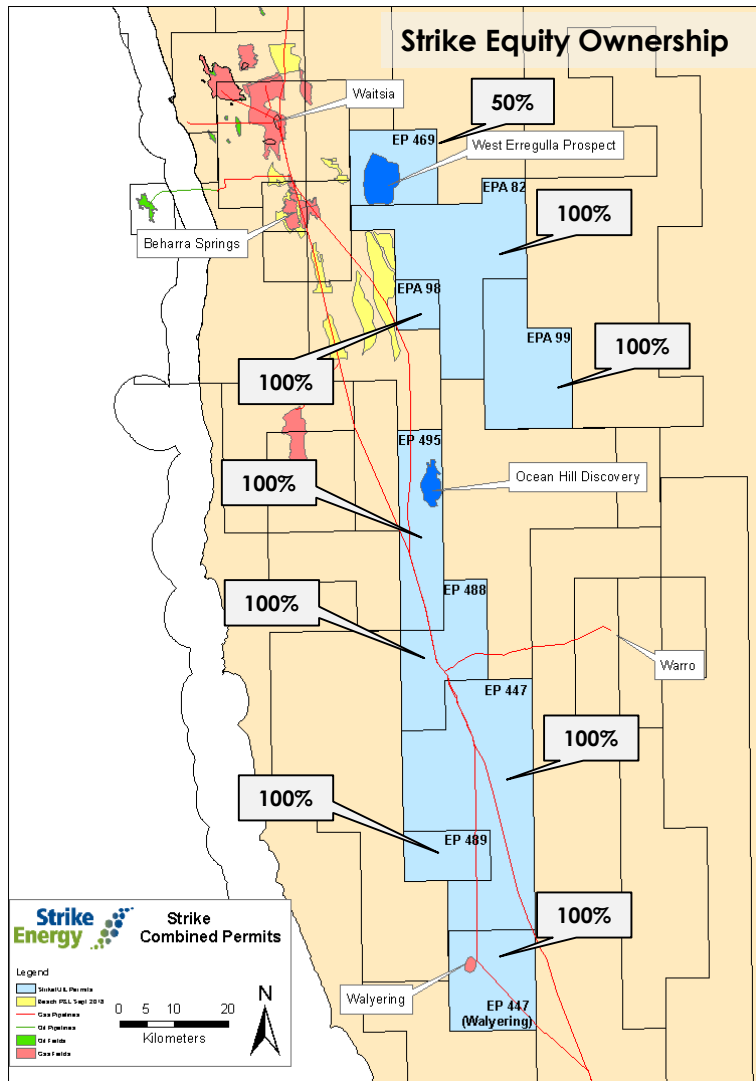 Strike Equity Ownership
50%
Waitsia
EP 469
West Erregulla Prospect
EPA 82
100%
Beharra Springs
EPA 98
EPA 99
100%
100%
EP 495
Ocean Hill Discovery
100%
EP 488
100%
Warro
EP 447
100%
100%
EP 489
Strike
Energy
Strike
Combined Permits
100%
Legend
Strike/UIL Permits
Beach PELL Sept 2018
Gas Pipelines
Oil Pipelines
Oil Fields
Gas Fields
0 5 10 20
Kilometers
N
Walyering
EP 447
(Walyering)